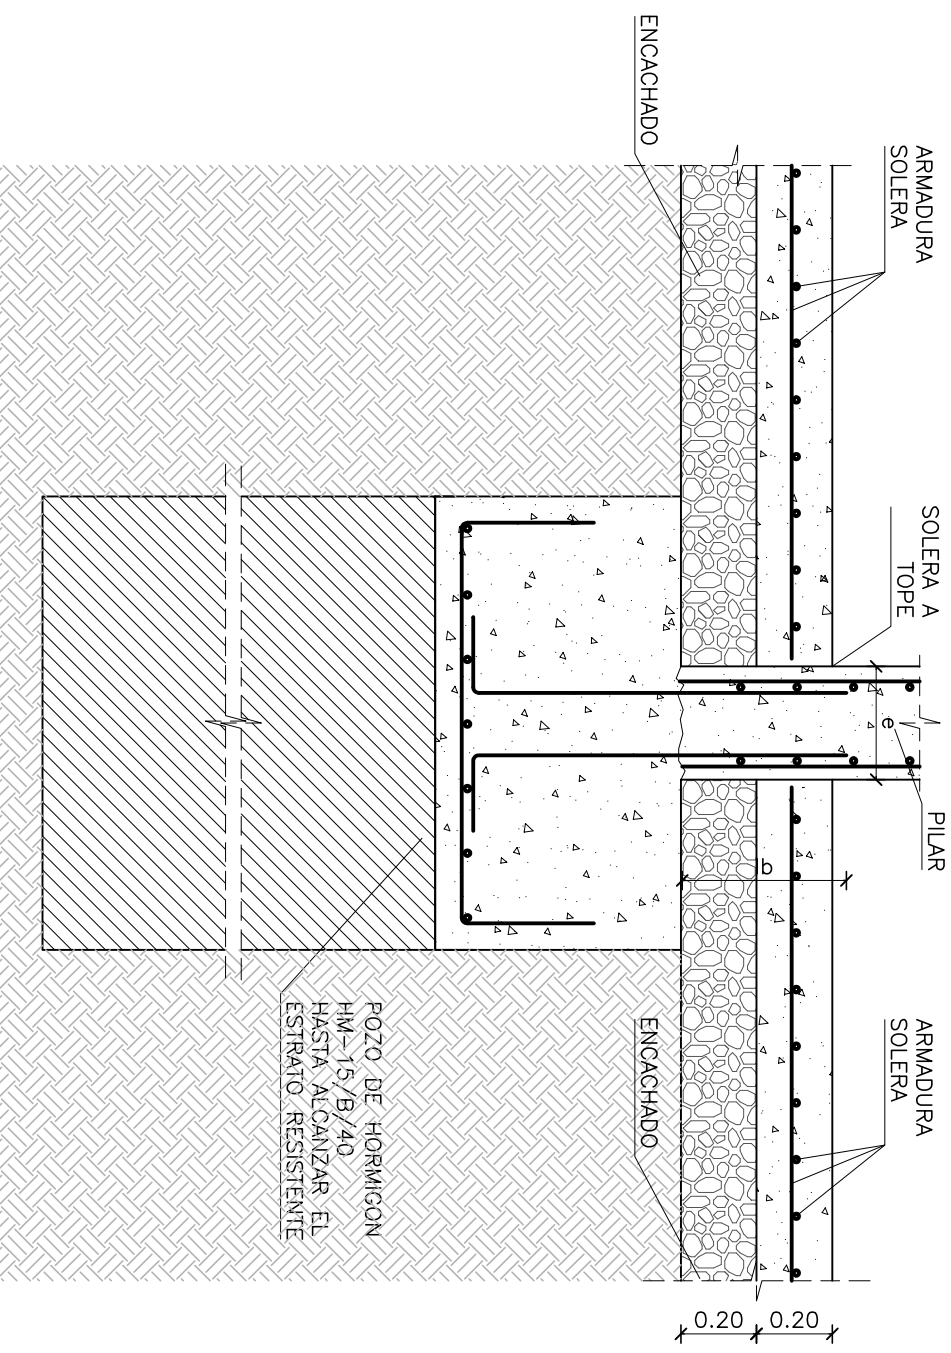 ENCACHADO
ARMADURA
SOLERA
SOLERA A
TOPE
e
PILAR
b
ARMADURA
SOLERA
ENCACHADO
POZO DE HORMIGON
HM-15/B/40
HASTA ALCANZAR EL
ESTRATO RESISTENTE
0.20
0.20